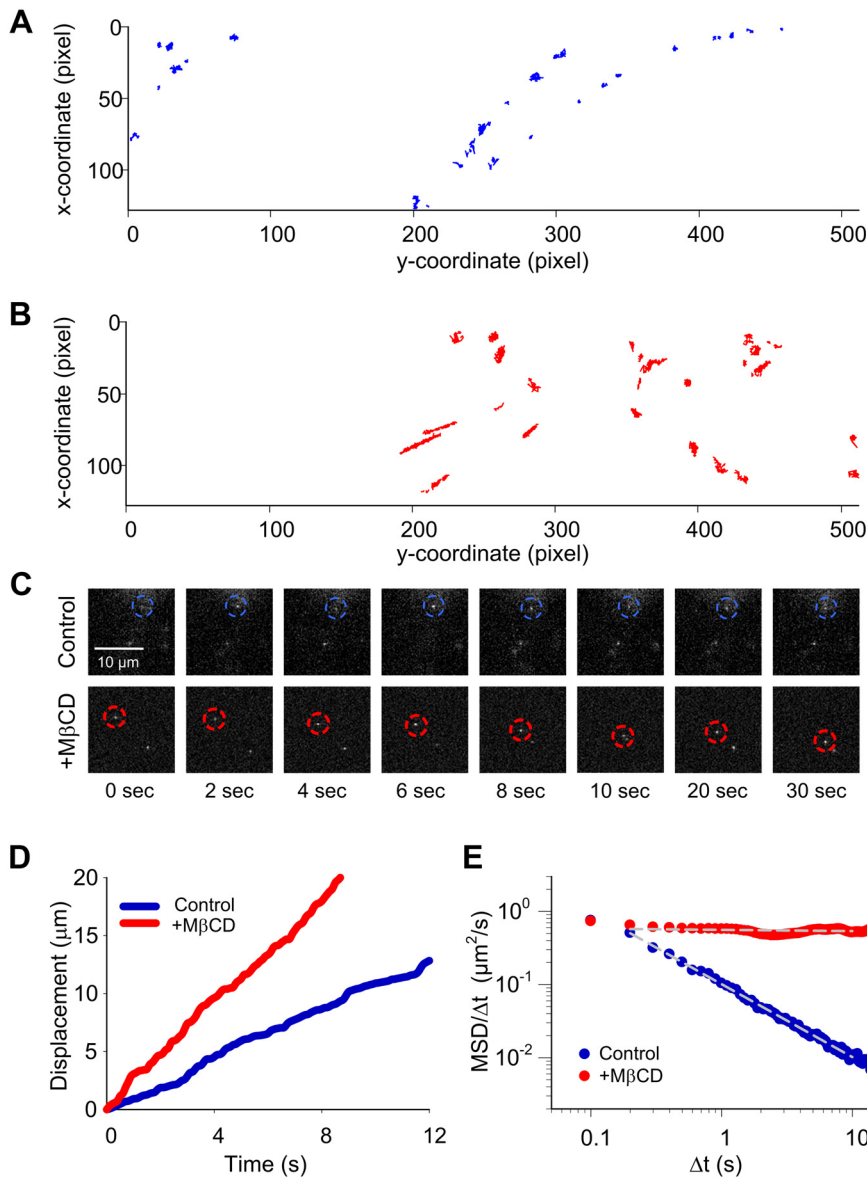 A
x-coordinate (pixel)
0
50
100
0
100
200
300
400
500
y-coordinate (pixel)
B
x-coordinate (pixel)
0
50
100
0
100
200
300
400
500
y-coordinate (pixel)
C
Control
10 μm
+MβCD
0 sec
2 sec
4 sec
6 sec
8 sec
10 sec
20 sec
30 sec
D
Displacement (μm)
20
15
10
5
0
Control
+MβCD
0
4
8
12
Time (s)
E
MSD/Δt (μm²/s)
10⁰
10⁻¹
10⁻²
Control
+MβCD
0.1
1
10
Δt (s)